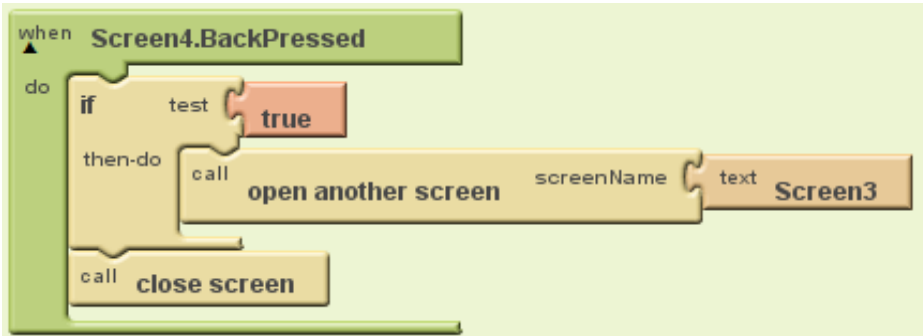 when Screen4.BackPressed
do
if test true
then-do
call open another screen screenName text Screen3
call close screen